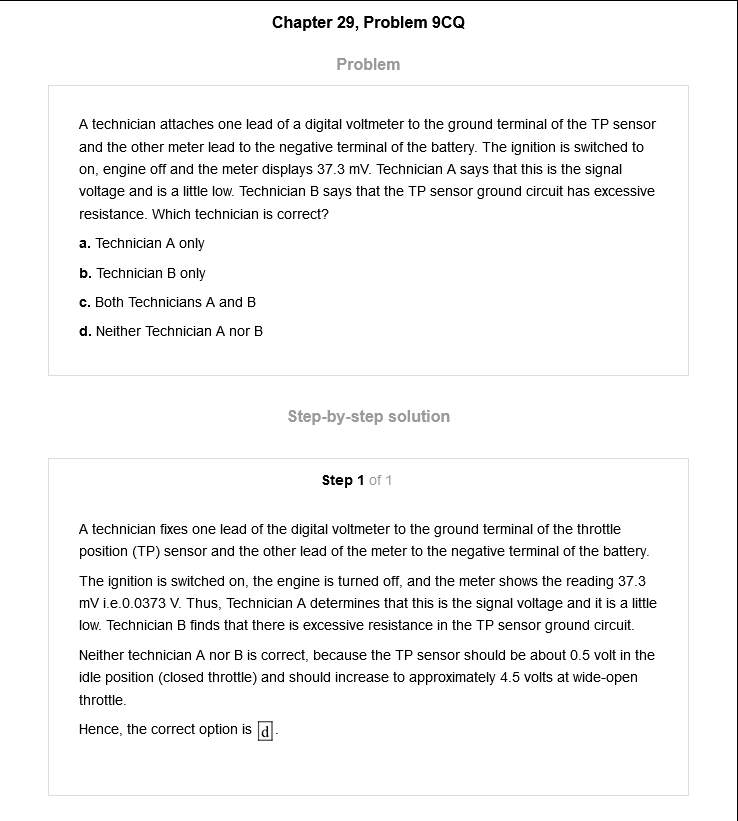 Chapter 29, Problem 9CQ
Problem
A technician attaches one lead of a digital voltmeter to the ground terminal of the TP sensor
and the other meter lead to the negative terminal of the battery. The ignition is switched to
on, engine off and the meter displays 37.3 mV. Technician A says that this is the signal
voltage and is a little low. Technician B says that the TP sensor ground circuit has excessive
resistance. Which technician is correct?
a. Technician A only
b. Technician B only
c. Both Technicians A and B
d. Neither Technician A nor B
Step-by-step solution
Step 1 of 1
A technician fixes one lead of the digital voltmeter to the ground terminal of the throttle
position (TP) sensor and the other lead of the meter to the negative terminal of the battery.
The ignition is switched on, the engine is turned off, and the meter shows the reading 37.3
mV i.e.0.0373 V. Thus, Technician A determines that this is the signal voltage and it is a little
low. Technician B finds that there is excessive resistance in the TP sensor ground circuit.
Neither technician A nor B is correct, because the TP sensor should be about 0.5 volt in the
idle position (closed throttle) and should increase to approximately 4.5 volts at wide-open
throttle.
Hence, the correct option is d.